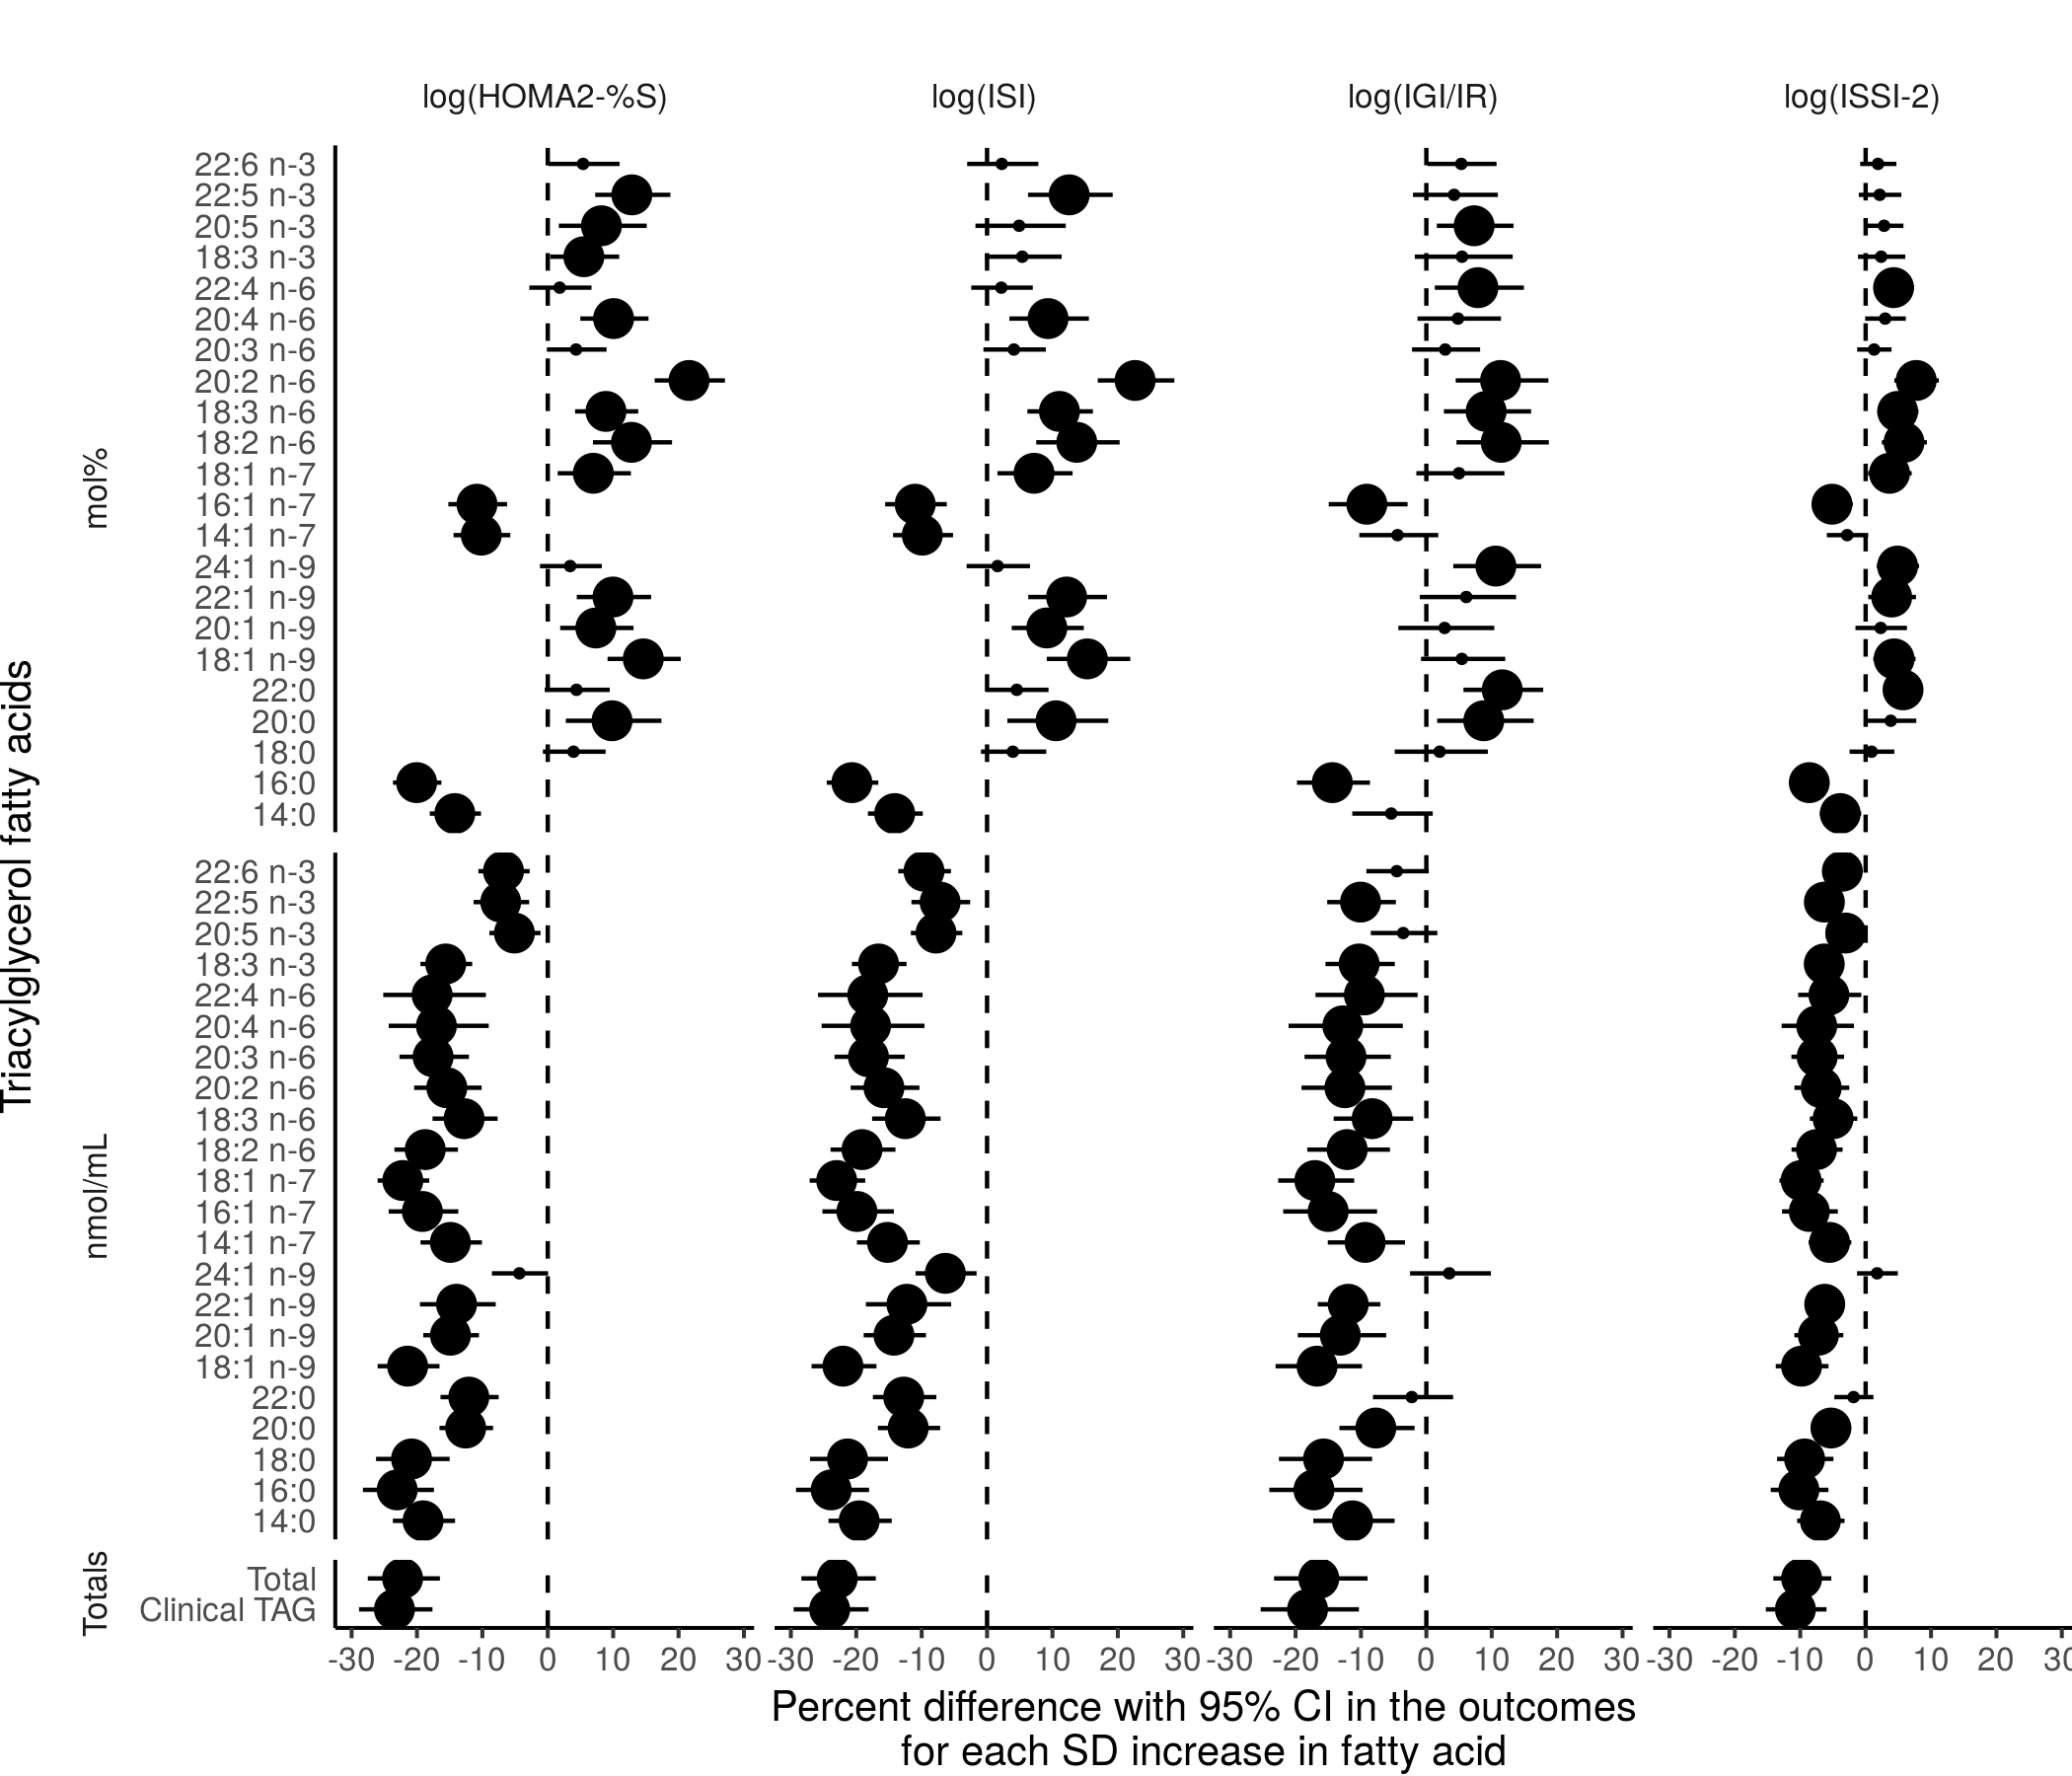 log(HOMA2-%S) log(ISI) log(IGI/IR) log(ISSI-2)
Triacylglycerol fatty acids
mol%
22:6 n-3
22:5 n-3
20:5 n-3
18:3 n-3
22:4 n-6
20:4 n-6
20:3 n-6
20:2 n-6
18:3 n-6
18:2 n-6
18:1 n-7
16:1 n-7
14:1 n-7
24:1 n-9
22:1 n-9
20:1 n-9
18:1 n-9
22:0
20:0
18:0
16:0
14:0
nmol/mL
22:6 n-3
22:5 n-3
20:5 n-3
18:3 n-3
22:4 n-6
20:4 n-6
20:3 n-6
20:2 n-6
18:3 n-6
18:2 n-6
18:1 n-7
16:1 n-7
14:1 n-7
24:1 n-9
22:1 n-9
20:1 n-9
18:1 n-9
22:0
20:0
18:0
16:0
14:0
Totals
Total
Clinical TAG
-30 -20 -10 0 10 20 30 -30 -20 -10 0 10 20 30 -30 -20 -10 0 10 20 30 -30 -20 -10 0 10 20 30
Percent difference with 95% CI in the outcomes
for each SD increase in fatty acid